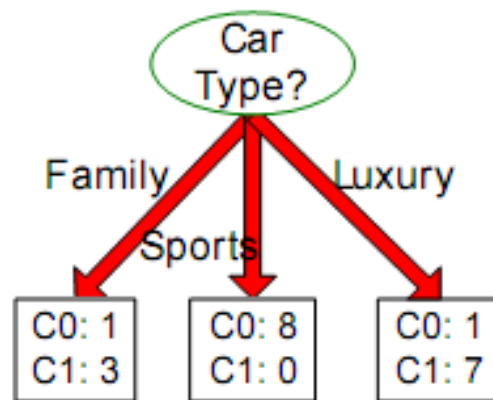 Car
Type?
Family
Luxury
Sports
C0: 1
C1: 3
C0: 8
C1: 0
C0: 1
C1: 7